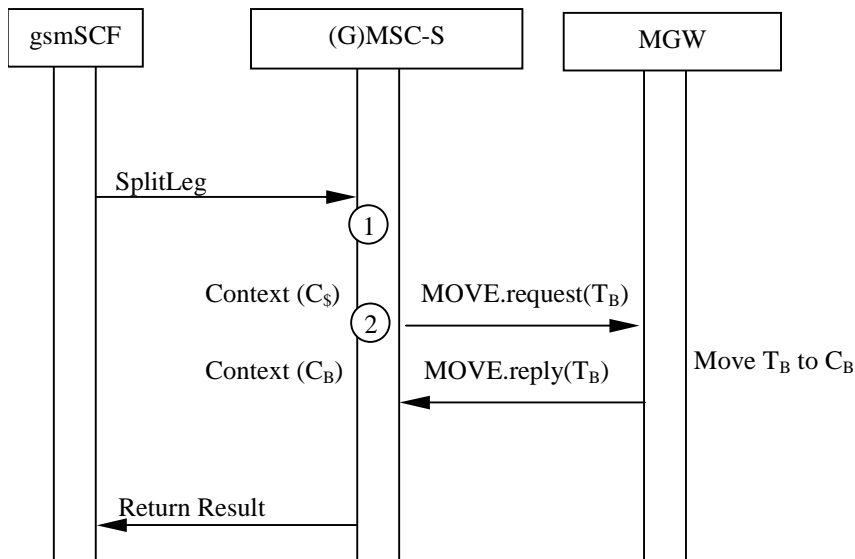 gsmSCF
(G)MSC-S
MGW
SplitLeg
1
Context (C$)
2
MOVE.request(TB)
Context (CB)
MOVE.reply(TB)
Move TB to CB
Return Result